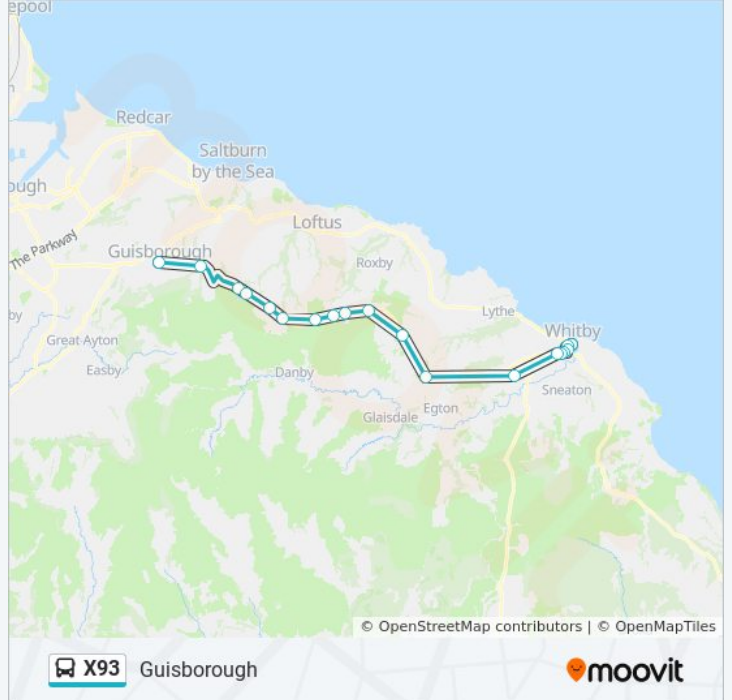 epool
Redcar
Saltburn
by the Sea
ough
Loftus
The Parkway
Guisborough
Roxby
Lythe
by
Great Ayton
Whitby
Easby
Danby
Sneaton
Egton
Glaisdale
© OpenStreetMap contributors | © OpenMapTiles
X93 Guisborough
moovit